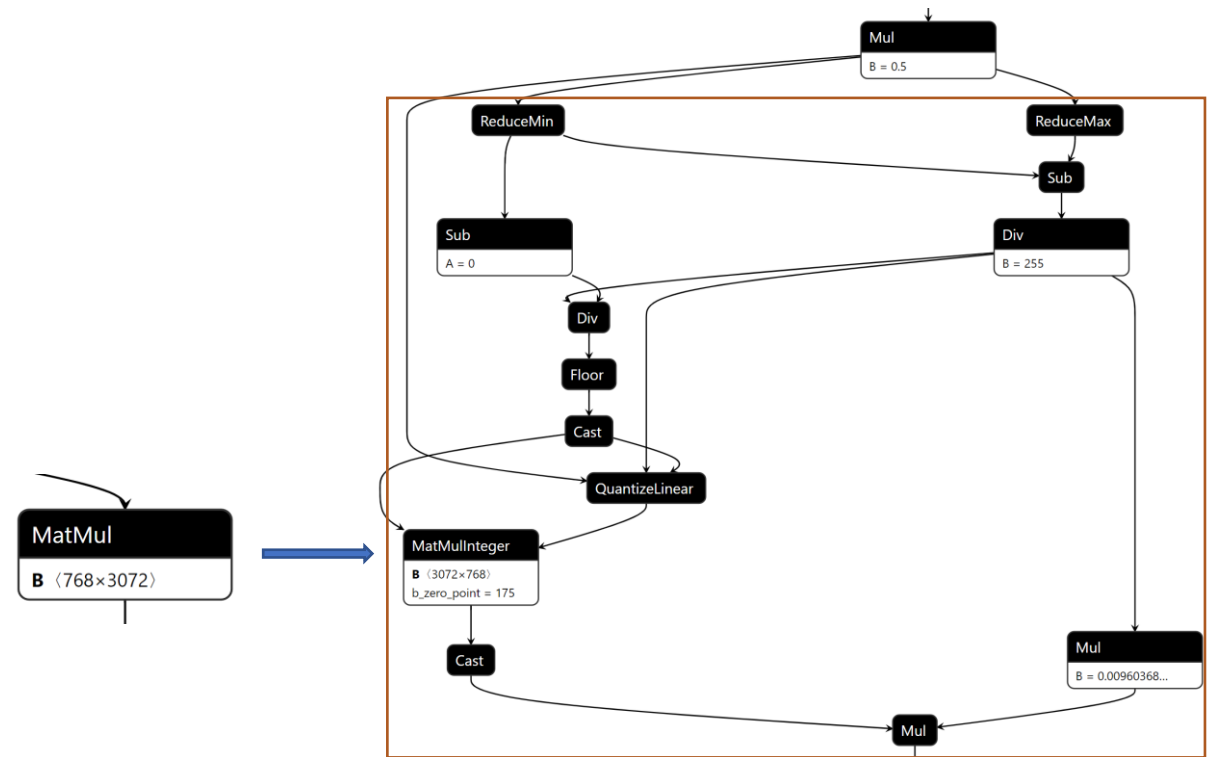 Mul
B = 0.5
ReduceMin
ReduceMax
Sub
Sub
A = 0
Div
B = 255
Div
Floor
Cast
QuantizeLinear
MatMul
B 〈768×3072〉
MatMulInteger
B 〈3072×768〉
b_zero_point = 175
Cast
Mul
B = 0.00960368...
Mul